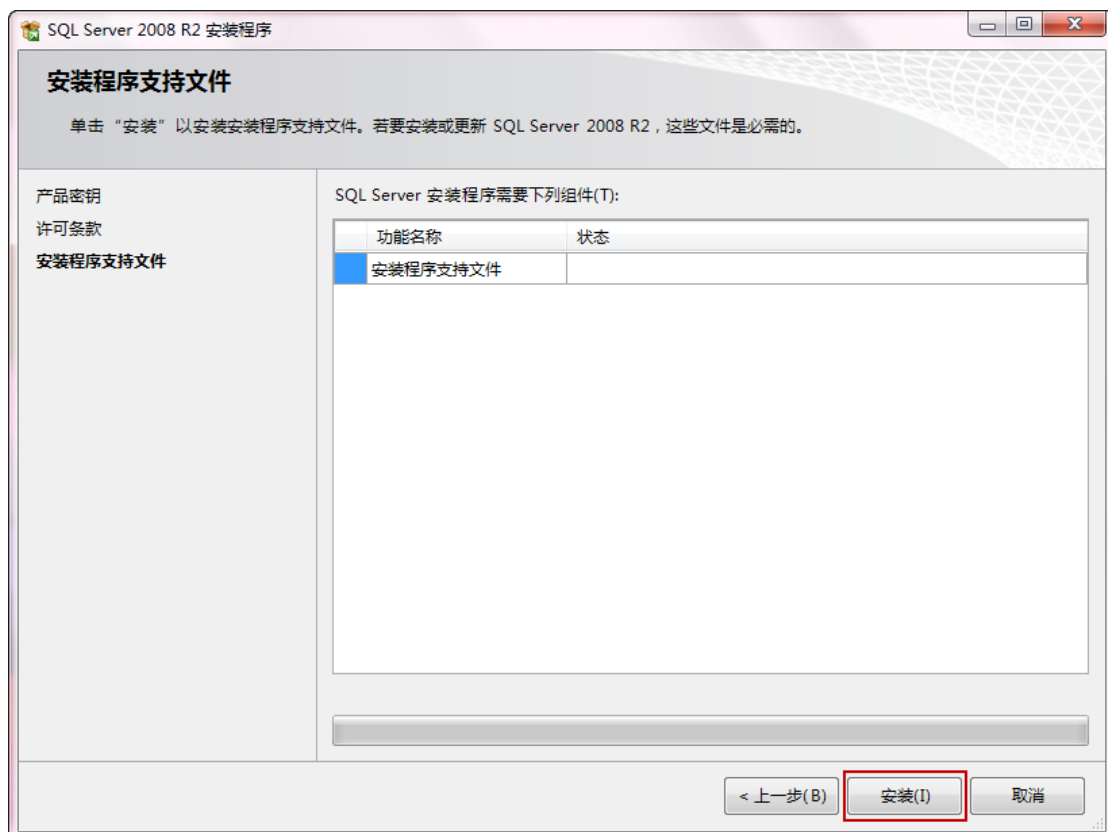 SQL Server 2008 R2 安装程序
安装程序支持文件
单击“安装”以安装安装程序支持文件。若要安装或更新 SQL Server 2008 R2，这些文件是必需的。
产品密钥
许可条款
安装程序支持文件
SQL Server 安装程序需要下列组件(T):
功能名称 状态
安装程序支持文件
< 上一步(B) 安装(I) 取消